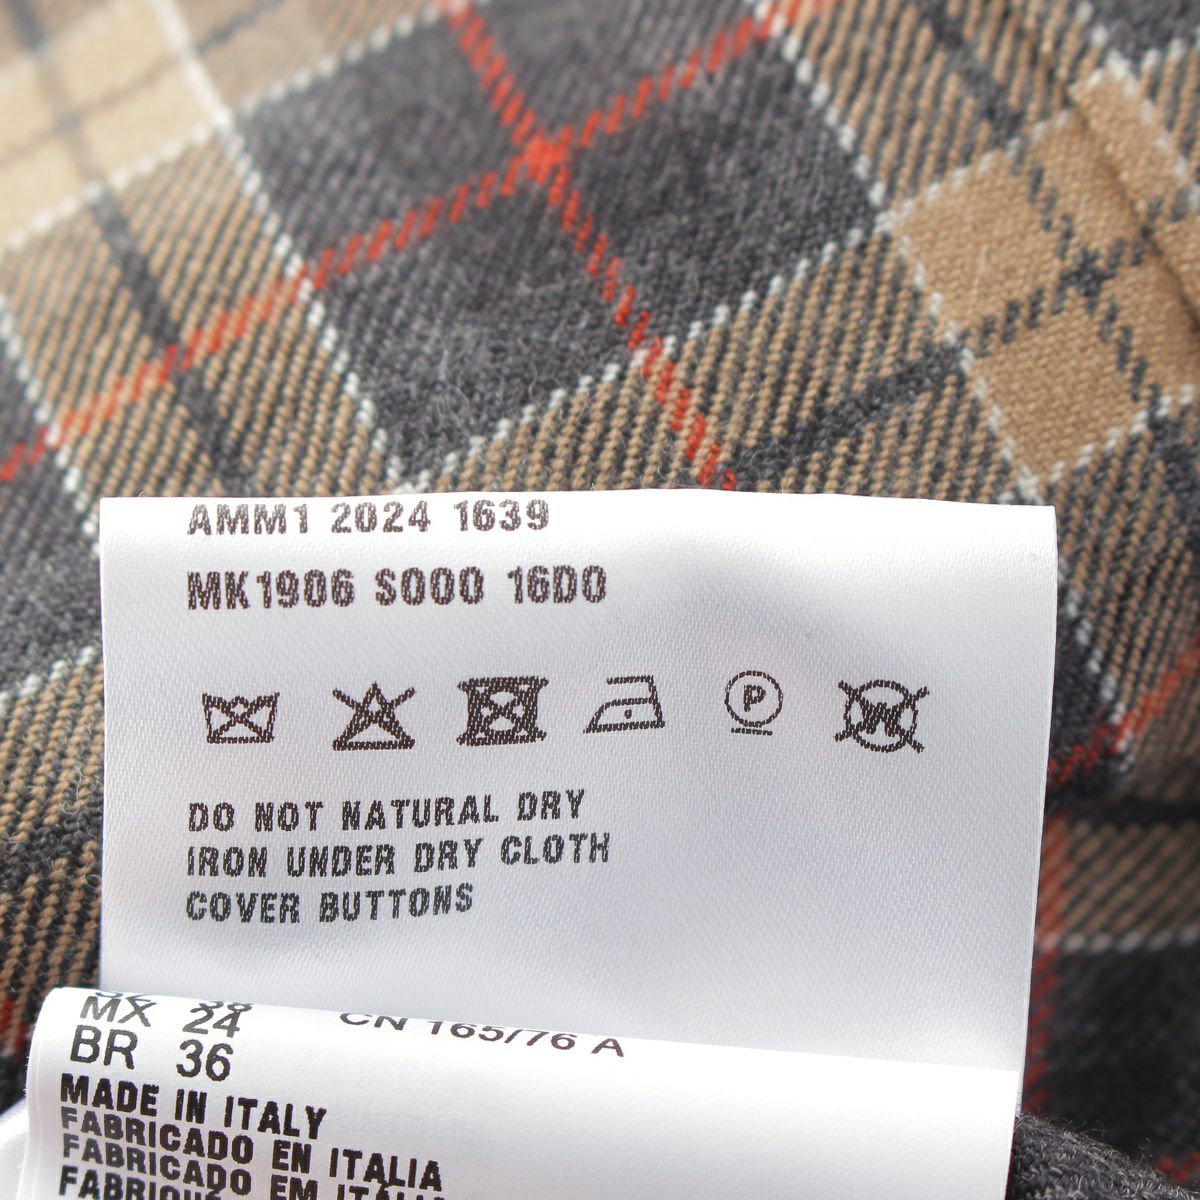 AMM1 2024 1639
MK1906 S000 16D0
P
W
DO NOT NATURAL DRY
IRON UNDER DRY CLOTH
COVER BUTTONS
MX 24
CN 165/76 A
BR 36
MADE IN ITALY
FABRICADO EN ITALIA
FABRICADO EM ITALIA